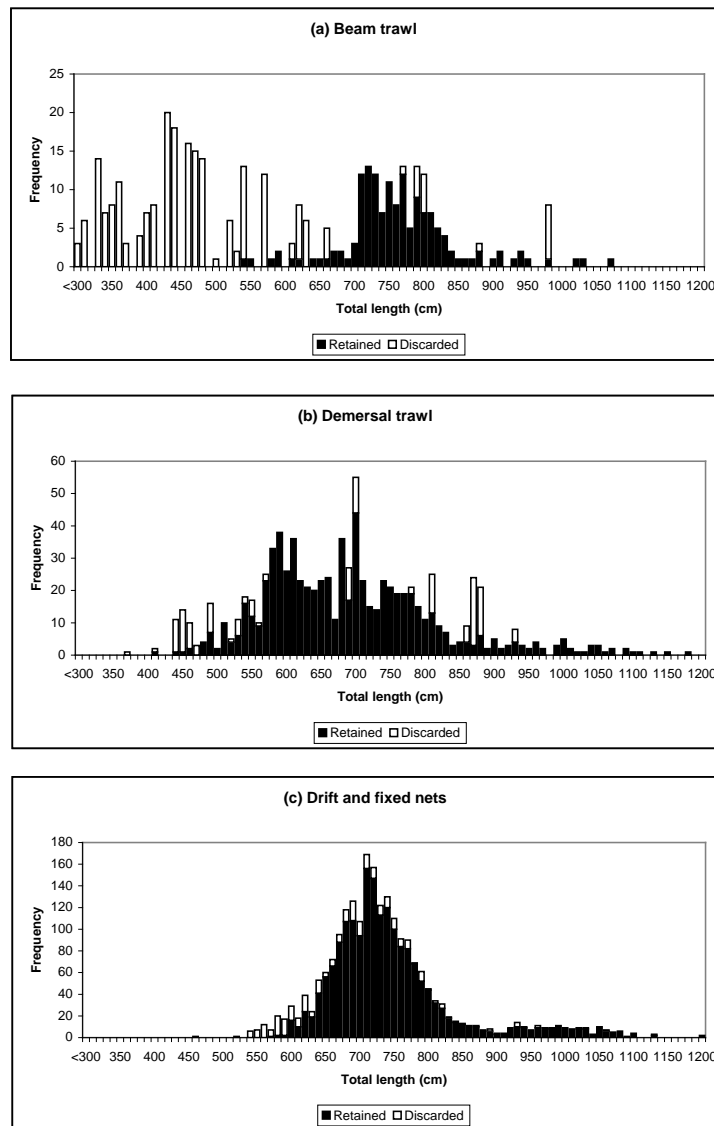 (a) Beam trawl
25
20
15
10
5
0
Frequency
<300 350 400 450 500 550 600 650 700 750 800 850 900 950 1000 1050 1100 1150 1200
Total length (cm)
Retained Discarded
(b) Demersal trawl
60
50
40
30
20
10
0
Frequency
<300 350 400 450 500 550 600 650 700 750 800 850 900 950 1000 1050 1100 1150 1200
Total length (cm)
Retained Discarded
(c) Drift and fixed nets
180
160
140
120
100
80
60
40
20
0
Frequency
<300 350 400 450 500 550 600 650 700 750 800 850 900 950 1000 1050 1100 1150 1200
Total length (cm)
Retained Discarded